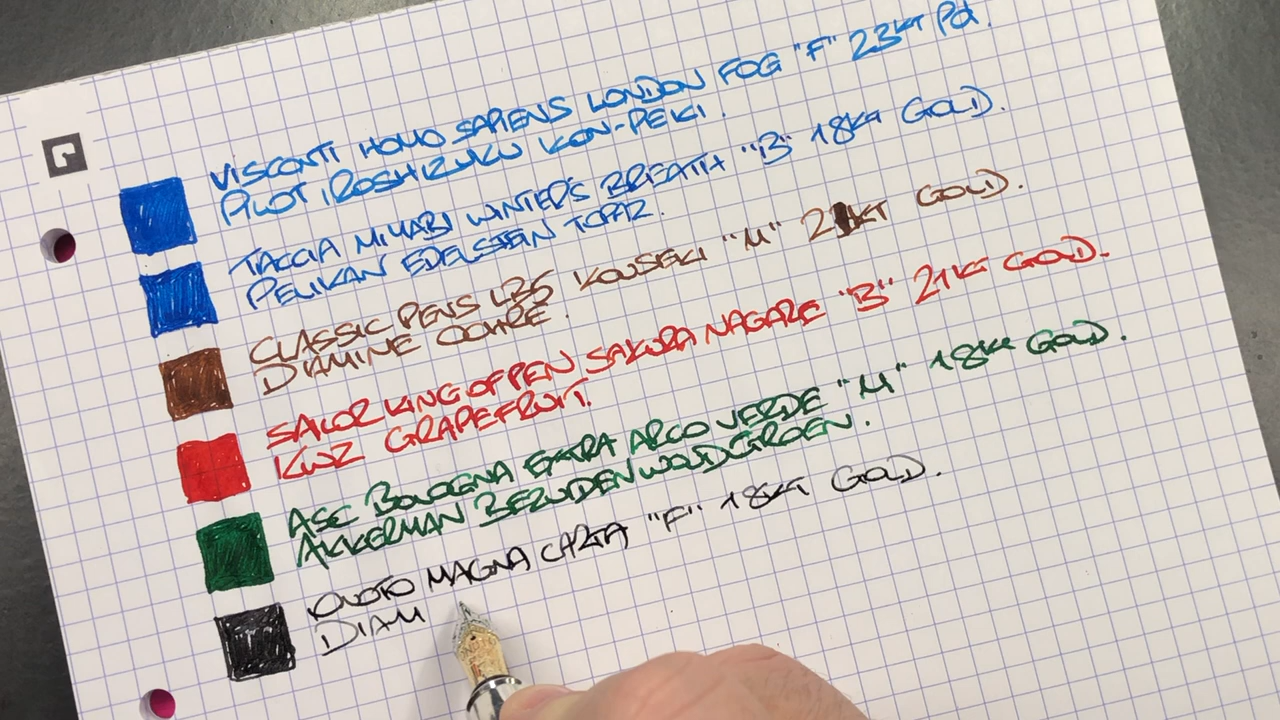 VISCONTI HOMO SAPIENS LONDON FOG "F" 23KT Pd.
PILOT IROSHIZUKU KON-PEKI.
TACCIA MIYABI WINTER'S BREATH "B" 18KT GOLD.
PELIKAN EDELSTEIN TOPAZ.
CLASSIC PENS LB5 KOUSEKI "M" 21KT GOLD.
DIAMINE OCHRE.
SAILOR KING OF PEN SAKURA NAGARE "B" 21KT GOLD.
KWZ GRAPEFRUIT.
ASC BOLOGNA EXTRA ARCO VERDE "M" 18KT GOLD.
AKKERMAN BEZUIDENWOUDGROEN.
ONOTO MAGNA CARTA "F" 18KT GOLD.
DIAM